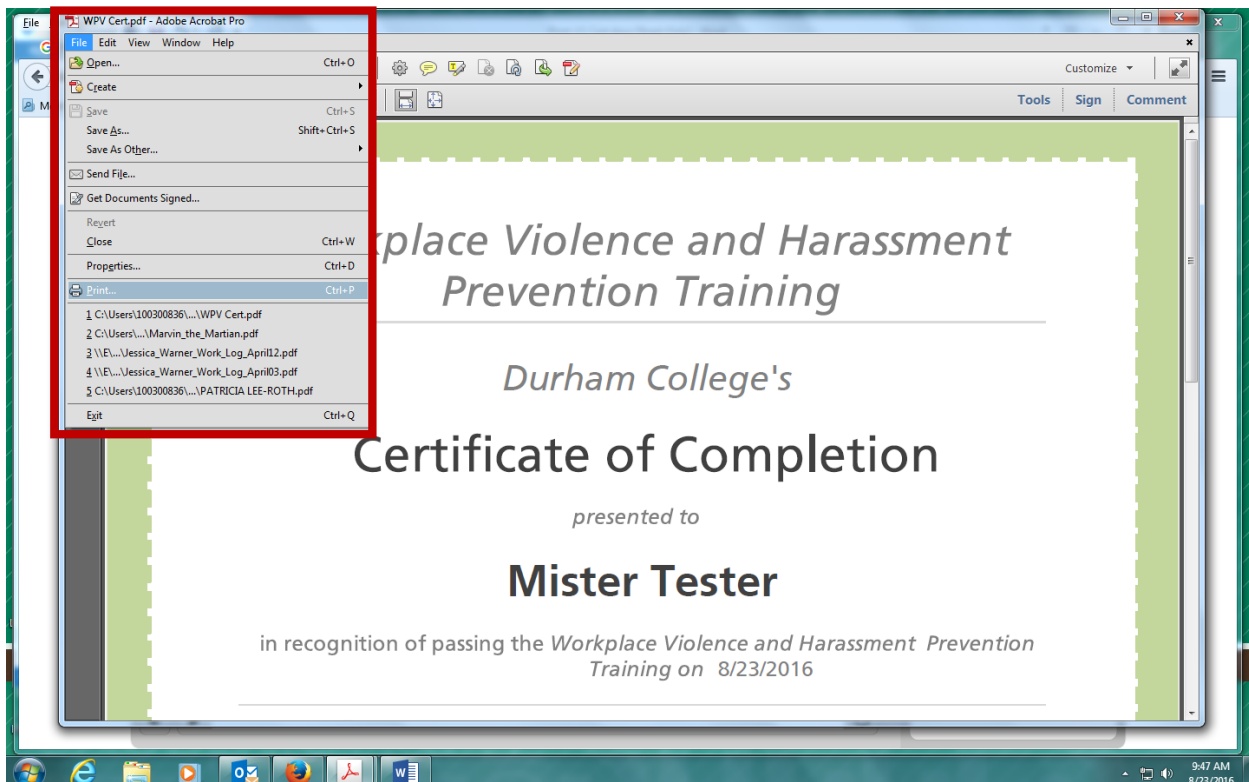 File
WPV Cert.pdf - Adobe Acrobat Pro
File Edit View Window Help
Open... Ctrl+O
Create
Save Ctrl+S
Save As... Shift+Ctrl+S
Save As Other...
Send File...
Get Documents Signed...
Revert
Close Ctrl+W
Properties... Ctrl+D
Print... Ctrl+P
1 C:\Users\100300836\...\WPV Cert.pdf
2 C:\Users\...\Marvin_the_Martian.pdf
3 \\E\...\Jessica_Warner_Work_Log_April12.pdf
4 \\E\...\Jessica_Warner_Work_Log_April03.pdf
5 C:\Users\100300836\...\PATRICIA LEE-ROTH.pdf
Exit Ctrl+Q
Customize
Tools Sign Comment
M
kplace Violence and Harassment
Prevention Training
Durham College's
Certificate of Completion
presented to
Mister Tester
in recognition of passing the Workplace Violence and Harassment Prevention
Training on 8/23/2016
9:47 AM
8/23/2016